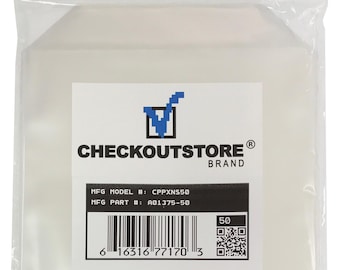 CHECKOUTSTORE®
BRAND
MFG MODEL #: CPPXNS50
MFG PART #: A01375-50
50
6 16316 77170 3